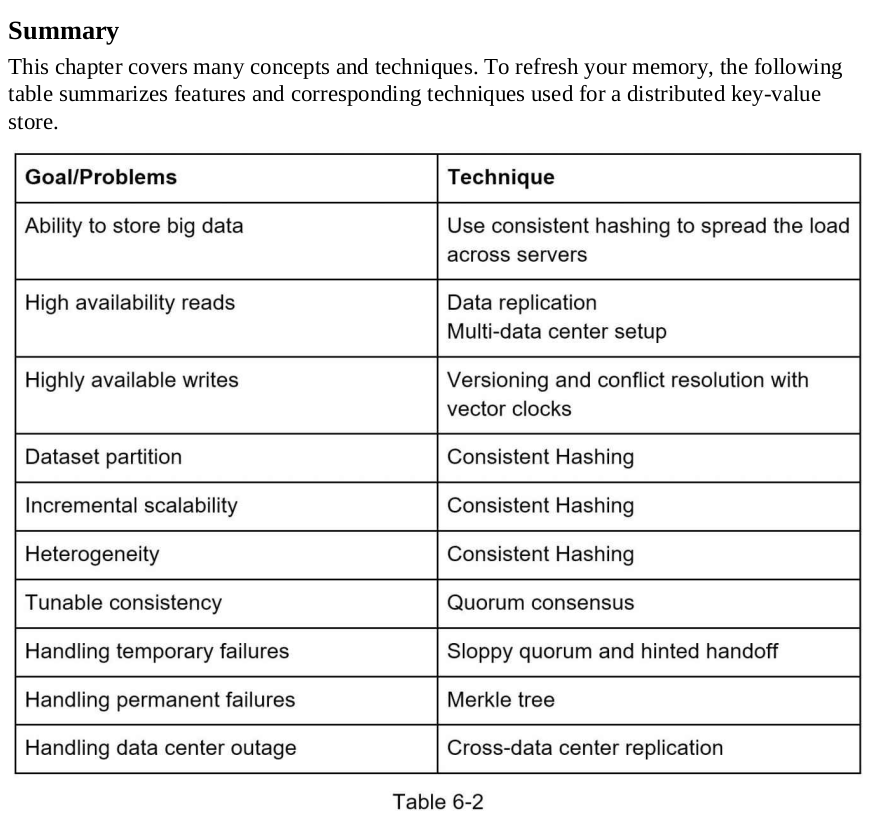 Summary
This chapter covers many concepts and techniques. To refresh your memory, the following
table summarizes features and corresponding techniques used for a distributed key-value
store.
Goal/Problems Technique
Ability to store big data Use consistent hashing to spread the load
across servers
High availability reads Data replication
Multi-data center setup
Highly available writes Versioning and conflict resolution with
vector clocks
Dataset partition Consistent Hashing
Incremental scalability Consistent Hashing
Heterogeneity Consistent Hashing
Tunable consistency Quorum consensus
Handling temporary failures Sloppy quorum and hinted handoff
Handling permanent failures Merkle tree
Handling data center outage Cross-data center replication
Table 6-2